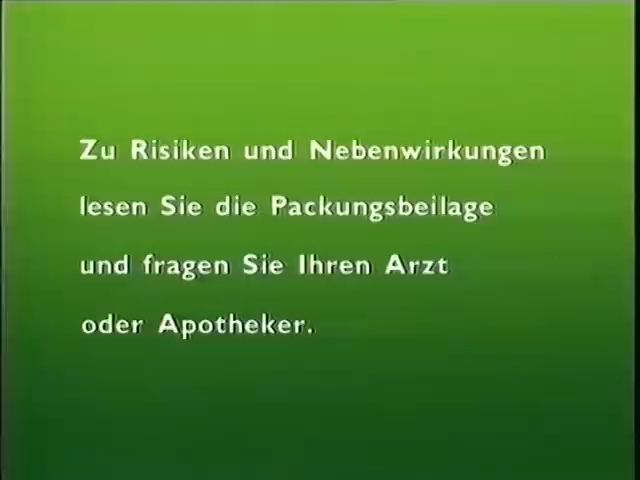 Zu Risiken und Nebenwirkungen
lesen Sie die Packungsbeilage
und fragen Sie Ihren Arzt
oder Apotheker.